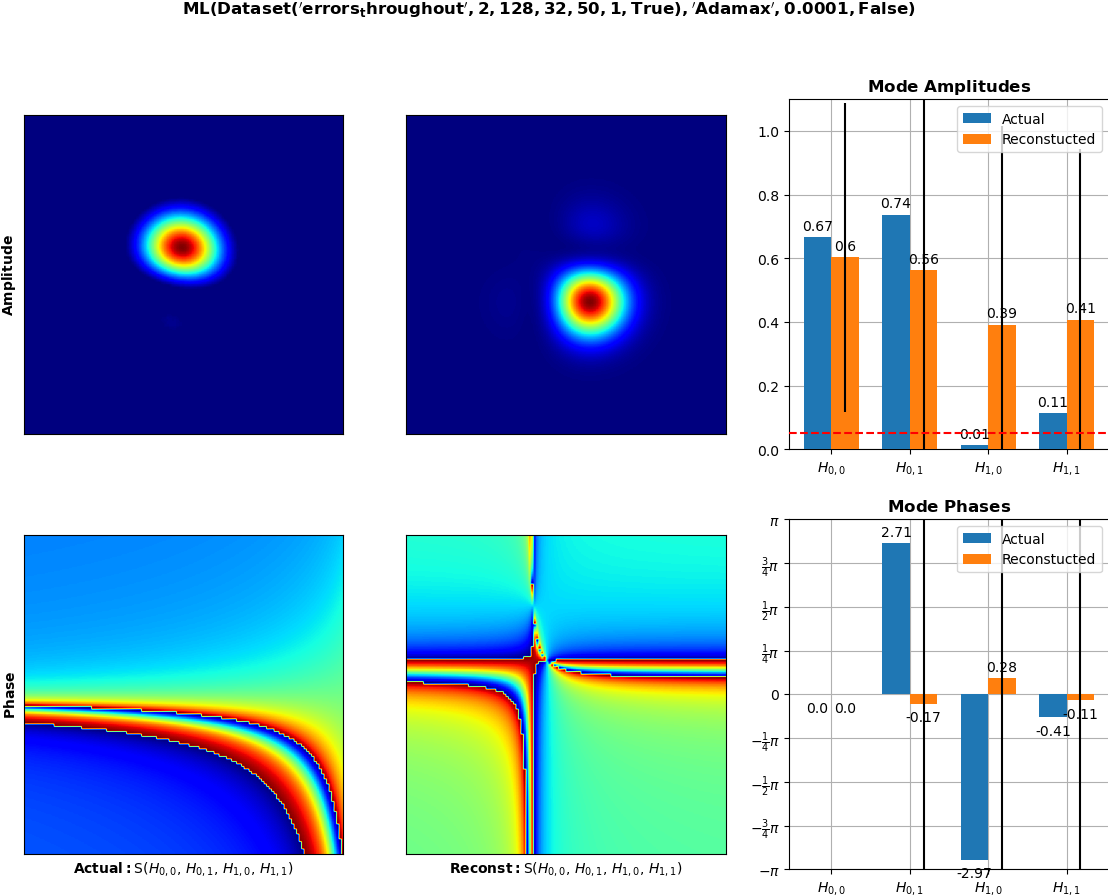 ML(Dataset('errors_throughout', 2, 128, 32, 50, 1, True), 'Adamax', 0.0001, False)
Amplitude
Mode Amplitudes
Actual
Reconstucted
1.0
0.8
0.6
0.4
0.2
0.0
0.67
0.6
0.74
0.56
0.01
0.39
0.11
0.41
H0,0
H0,1
H1,0
H1,1
Phase
Actual: S(H0,0, H0,1, H1,0, H1,1)
Reconst: S(H0,0, H0,1, H1,0, H1,1)
Mode Phases
Actual
Reconstucted
π
3/4π
1/2π
1/4π
0
−1/4π
−1/2π
−3/4π
−π
0.0
0.0
2.71
-0.17
-2.97
0.28
-0.41
-0.11
H0,0
H0,1
H1,0
H1,1